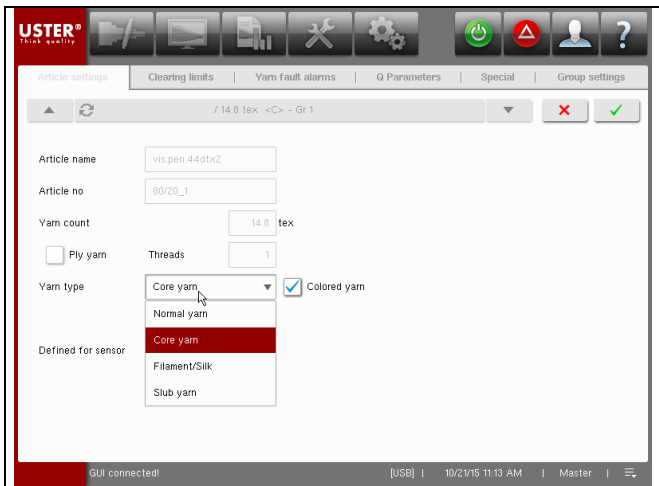 USTER®
Think quality
?
Article settings | Clearing limits | Yarn fault alarms | Q Parameters | Special | Group settings
/ 14.8 tex <C> - Gr 1
Article name vis.pen.44dtx2
Article no 80/20_1
Yarn count 14.8 tex
Ply yarn Threads 1
Yarn type Core yarn Colored yarn
Normal yarn
Core yarn
Defined for sensor
Filament/Silk
Slub yarn
GUI connected! [USB] | 10/21/15 11:13 AM | Master |